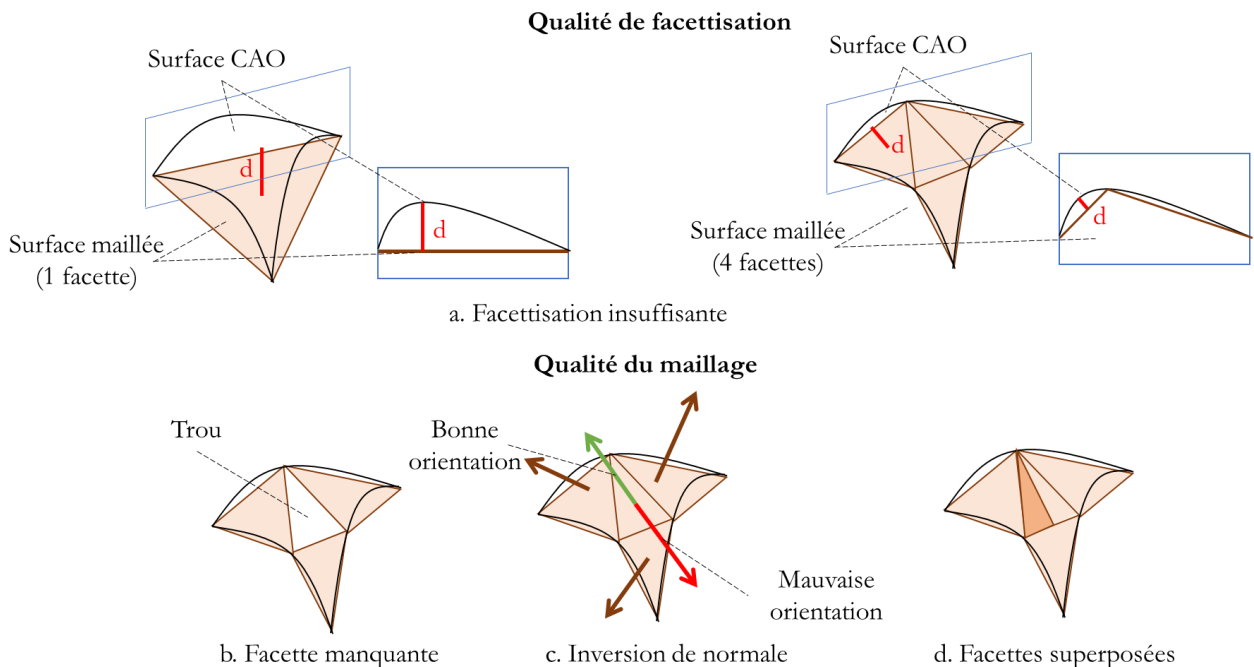 Qualité de facettisation
Surface CAO
d
d
Surface maillée
(1 facette)
Surface CAO
d
d
Surface maillée
(4 facettes)
a. Facettisation insuffisante
Qualité du maillage
Trou
Bonne
orientation
Mauvaise
orientation
b. Facette manquante
c. Inversion de normale
d. Facettes superposées